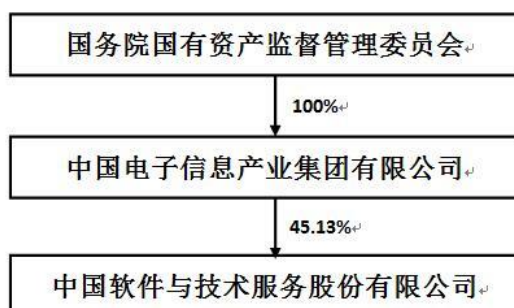 国务院国有资产监督管理委员会
100%
中国电子信息产业集团有限公司
45.13%
中国软件与技术服务股份有限公司